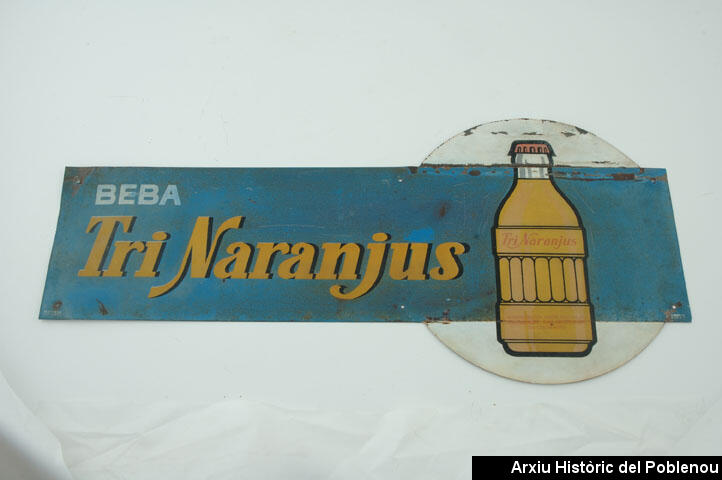 BEBA
Tri Naranjus
Tri Naranjus
Arxiu Històric del Poblenou